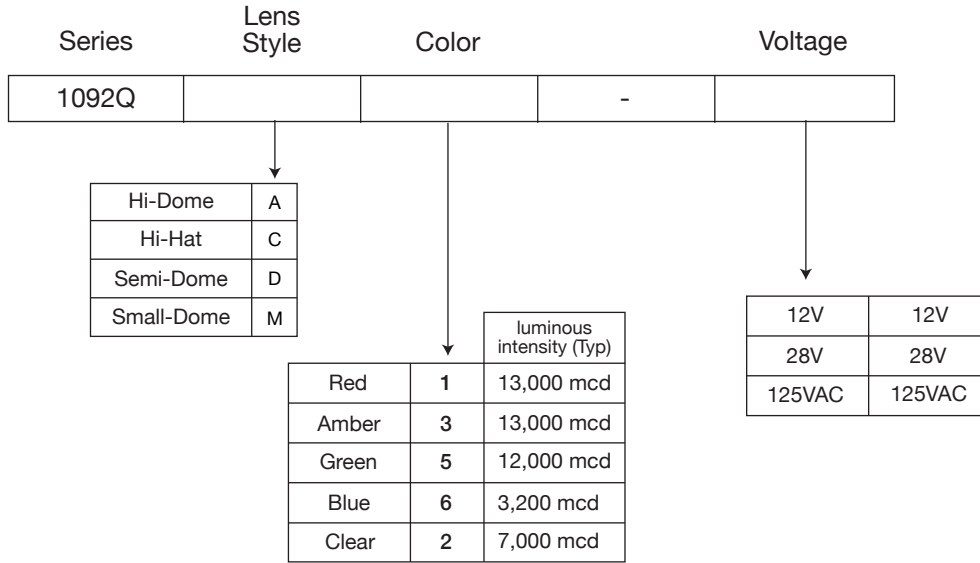 Series
Lens
Style
Color
Voltage
1092Q
-
Hi-Dome A
Hi-Hat C
Semi-Dome D
Small-Dome M
luminous
intensity (Typ)
Red 1 13,000 mcd
Amber 3 13,000 mcd
Green 5 12,000 mcd
Blue 6 3,200 mcd
Clear 2 7,000 mcd
12V 12V
28V 28V
125VAC 125VAC